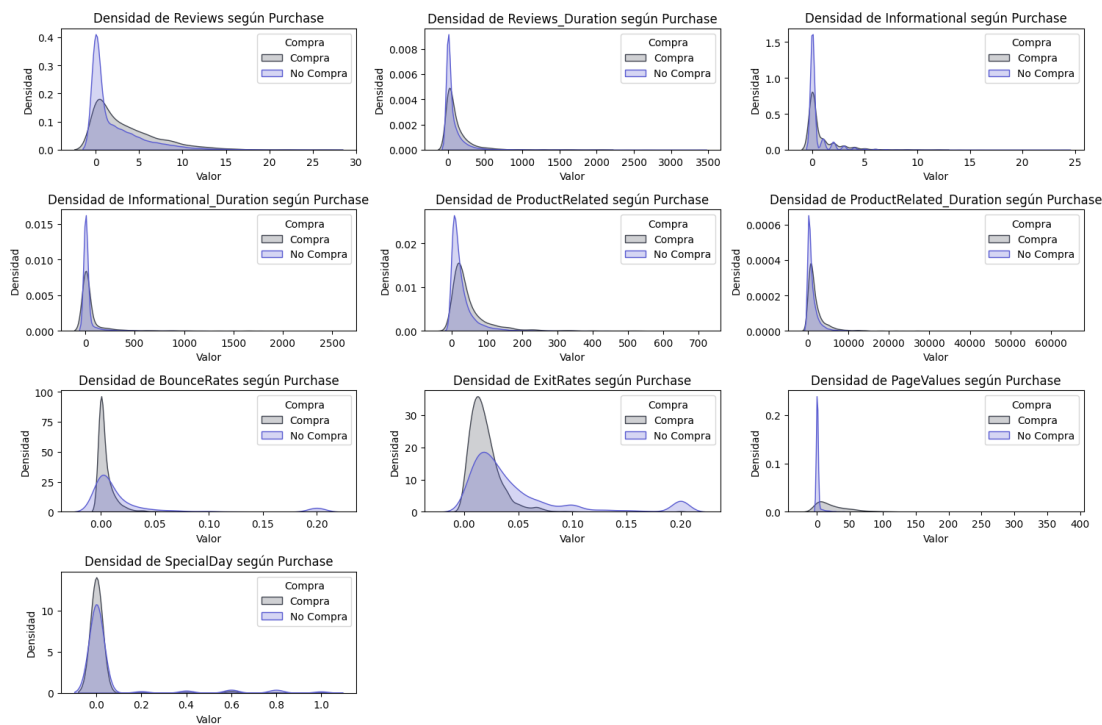 Densidad de Reviews según Purchase
0.4
0.3
0.2
0.1
0.0
Densidad
0
5
10
15
20
25
30
Valor
Compra
Compra
No Compra
Densidad de Reviews_Duration según Purchase
0.008
0.006
0.004
0.002
0.000
Densidad
0
500
1000
1500
2000
2500
3000
3500
Valor
Compra
Compra
No Compra
Densidad de Informational según Purchase
1.5
1.0
0.5
0.0
Densidad
0
5
10
15
20
25
Valor
Compra
Compra
No Compra
Densidad de Informational_Duration según Purchase
0.015
0.010
0.005
0.000
Densidad
0
500
1000
1500
2000
2500
Valor
Compra
Compra
No Compra
Densidad de ProductRelated según Purchase
0.02
0.01
0.00
Densidad
0
100
200
300
400
500
600
700
Valor
Compra
Compra
No Compra
Densidad de ProductRelated_Duration según Purchase
0.0006
0.0004
0.0002
0.0000
Densidad
0
10000
20000
30000
40000
50000
60000
Valor
Compra
Compra
No Compra
Densidad de BounceRates según Purchase
100
75
50
25
0
Densidad
0.00
0.05
0.10
0.15
0.20
Valor
Compra
Compra
No Compra
Densidad de ExitRates según Purchase
30
20
10
0
Densidad
0.00
0.05
0.10
0.15
0.20
Valor
Compra
Compra
No Compra
Densidad de PageValues según Purchase
0.2
0.1
0.0
Densidad
0
50
100
150
200
250
300
350
400
Valor
Compra
Compra
No Compra
Densidad de SpecialDay según Purchase
10
5
0
Densidad
0.0
0.2
0.4
0.6
0.8
1.0
Valor
Compra
Compra
No Compra